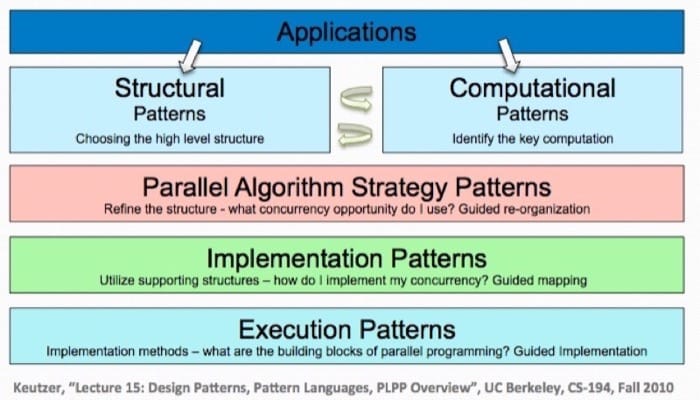 Applications
Structural
Patterns
Choosing the high level structure
Computational
Patterns
Identify the key computation
Parallel Algorithm Strategy Patterns
Refine the structure - what concurrency opportunity do I use? Guided re-organization
Implementation Patterns
Utilize supporting structures – how do I implement my concurrency? Guided mapping
Execution Patterns
Implementation methods – what are the building blocks of parallel programming? Guided Implementation
Keutzer, "Lecture 15: Design Patterns, Pattern Languages, PLPP Overview", UC Berkeley, CS-194, Fall 2010